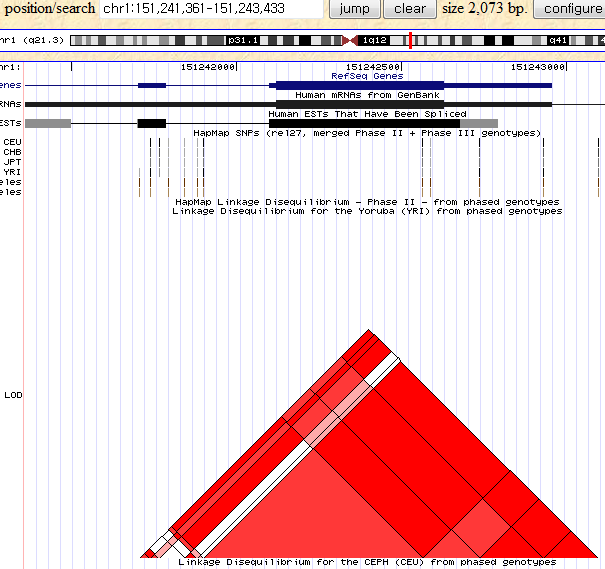 position/search chr1:151,241,361-151,243,433 jump clear size 2,073 bp. configure
hr1 (q21.3) p31.1 1q12 q41
hr1: 151242000 151242500 151243000
RefSeq Genes
enes
Human mRNAs from GenBank
RNAs
Human ESTs That Have Been Spliced
ESTs
HapMap SNPs (rel27, merged Phase II + Phase III genotypes)
CEU
CHB
JPT
YRI
eles
eles
HapMap Linkage Disequilibrium - Phase II - from phased genotypes
Linkage Disequilibrium for the Yoruba (YRI) from phased genotypes
LOD
Linkage Disequilibrium for the CEPH (CEU) from phased genotypes